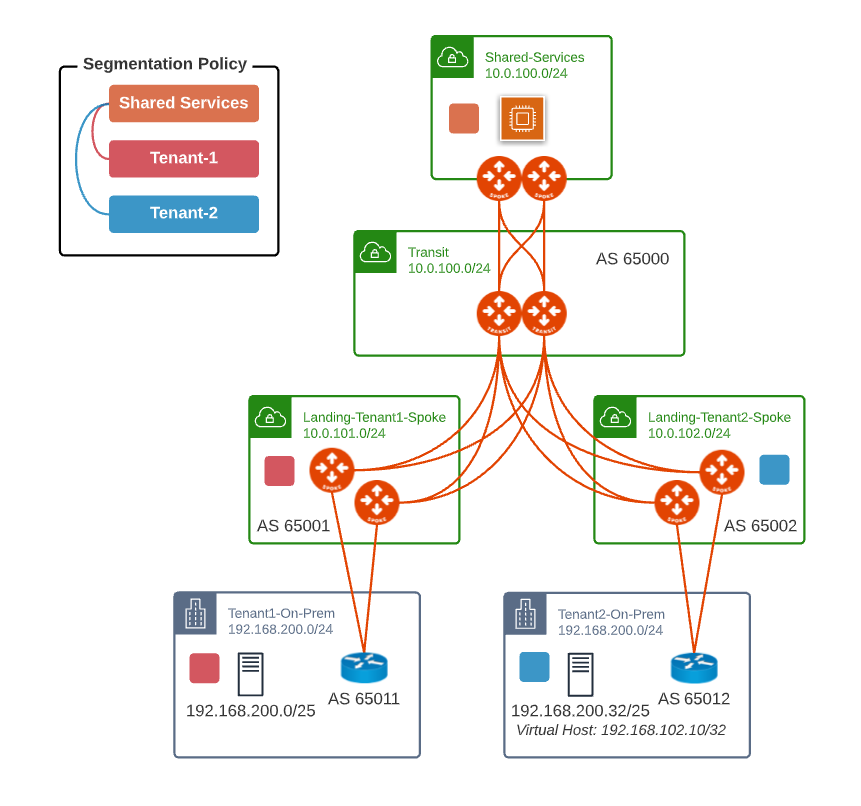 Segmentation Policy
Shared Services
Tenant-1
Tenant-2
Shared-Services
10.0.100.0/24
SPOKE
SPOKE
Transit
10.0.100.0/24
AS 65000
TRANSIT
TRANSIT
Landing-Tenant1-Spoke
10.0.101.0/24
SPOKE
SPOKE
AS 65001
Landing-Tenant2-Spoke
10.0.102.0/24
SPOKE
SPOKE
AS 65002
Tenant1-On-Prem
192.168.200.0/24
AS 65011
192.168.200.0/25
Tenant2-On-Prem
192.168.200.0/24
AS 65012
192.168.200.32/25
Virtual Host: 192.168.102.10/32